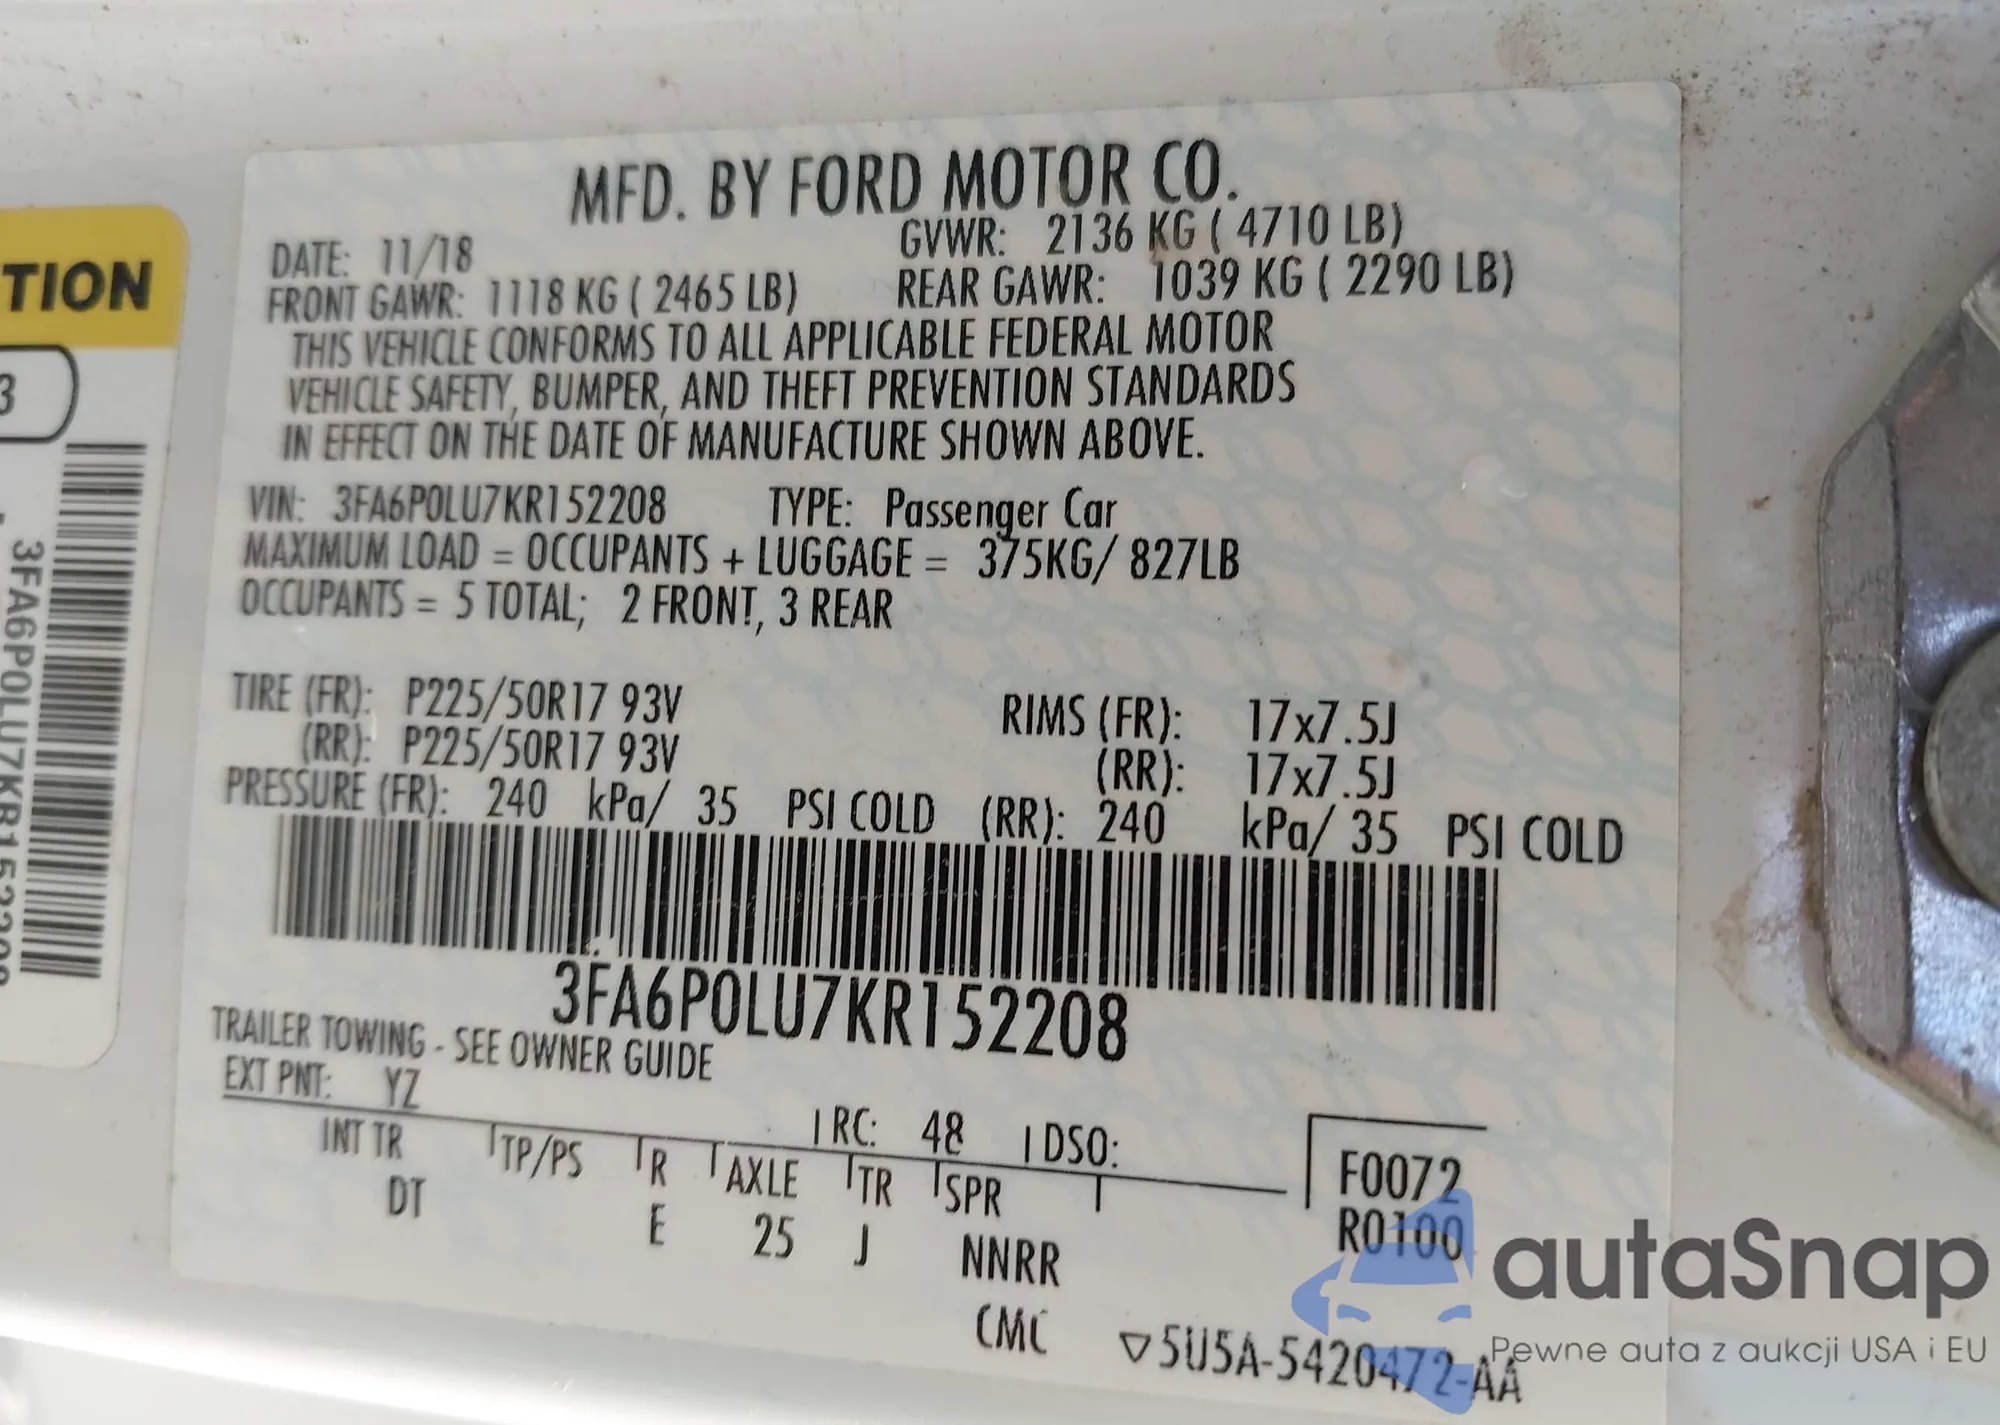 TION
3
3FA6P0LU7KR152208
MFD. BY FORD MOTOR CO.
DATE: 11/18 GVWR: 2136 KG ( 4710 LB)
FRONT GAWR: 1118 KG ( 2465 LB) REAR GAWR: 1039 KG ( 2290 LB)
THIS VEHICLE CONFORMS TO ALL APPLICABLE FEDERAL MOTOR
VEHICLE SAFETY, BUMPER, AND THEFT PREVENTION STANDARDS
IN EFFECT ON THE DATE OF MANUFACTURE SHOWN ABOVE.
VIN: 3FA6P0LU7KR152208 TYPE: Passenger Car
MAXIMUM LOAD = OCCUPANTS + LUGGAGE = 375KG/ 827LB
OCCUPANTS = 5 TOTAL; 2 FRONT, 3 REAR
TIRE (FR): P225/50R17 93V RIMS (FR): 17x7.5J
(RR): P225/50R17 93V (RR): 17x7.5J
PRESSURE (FR): 240 kPa/ 35 PSI COLD (RR): 240 kPa/ 35 PSI COLD
3FA6P0LU7KR152208
TRAILER TOWING - SEE OWNER GUIDE
EXT PNT: YZ RC: 48 DSO:
INT TR TP/PS R AXLE TR SPR
DT E 25 J NNRR
F0072
R0100
CMC ▽5U5A-5420472-AA
autaSnap
Pewne auta z aukcji USA i EU